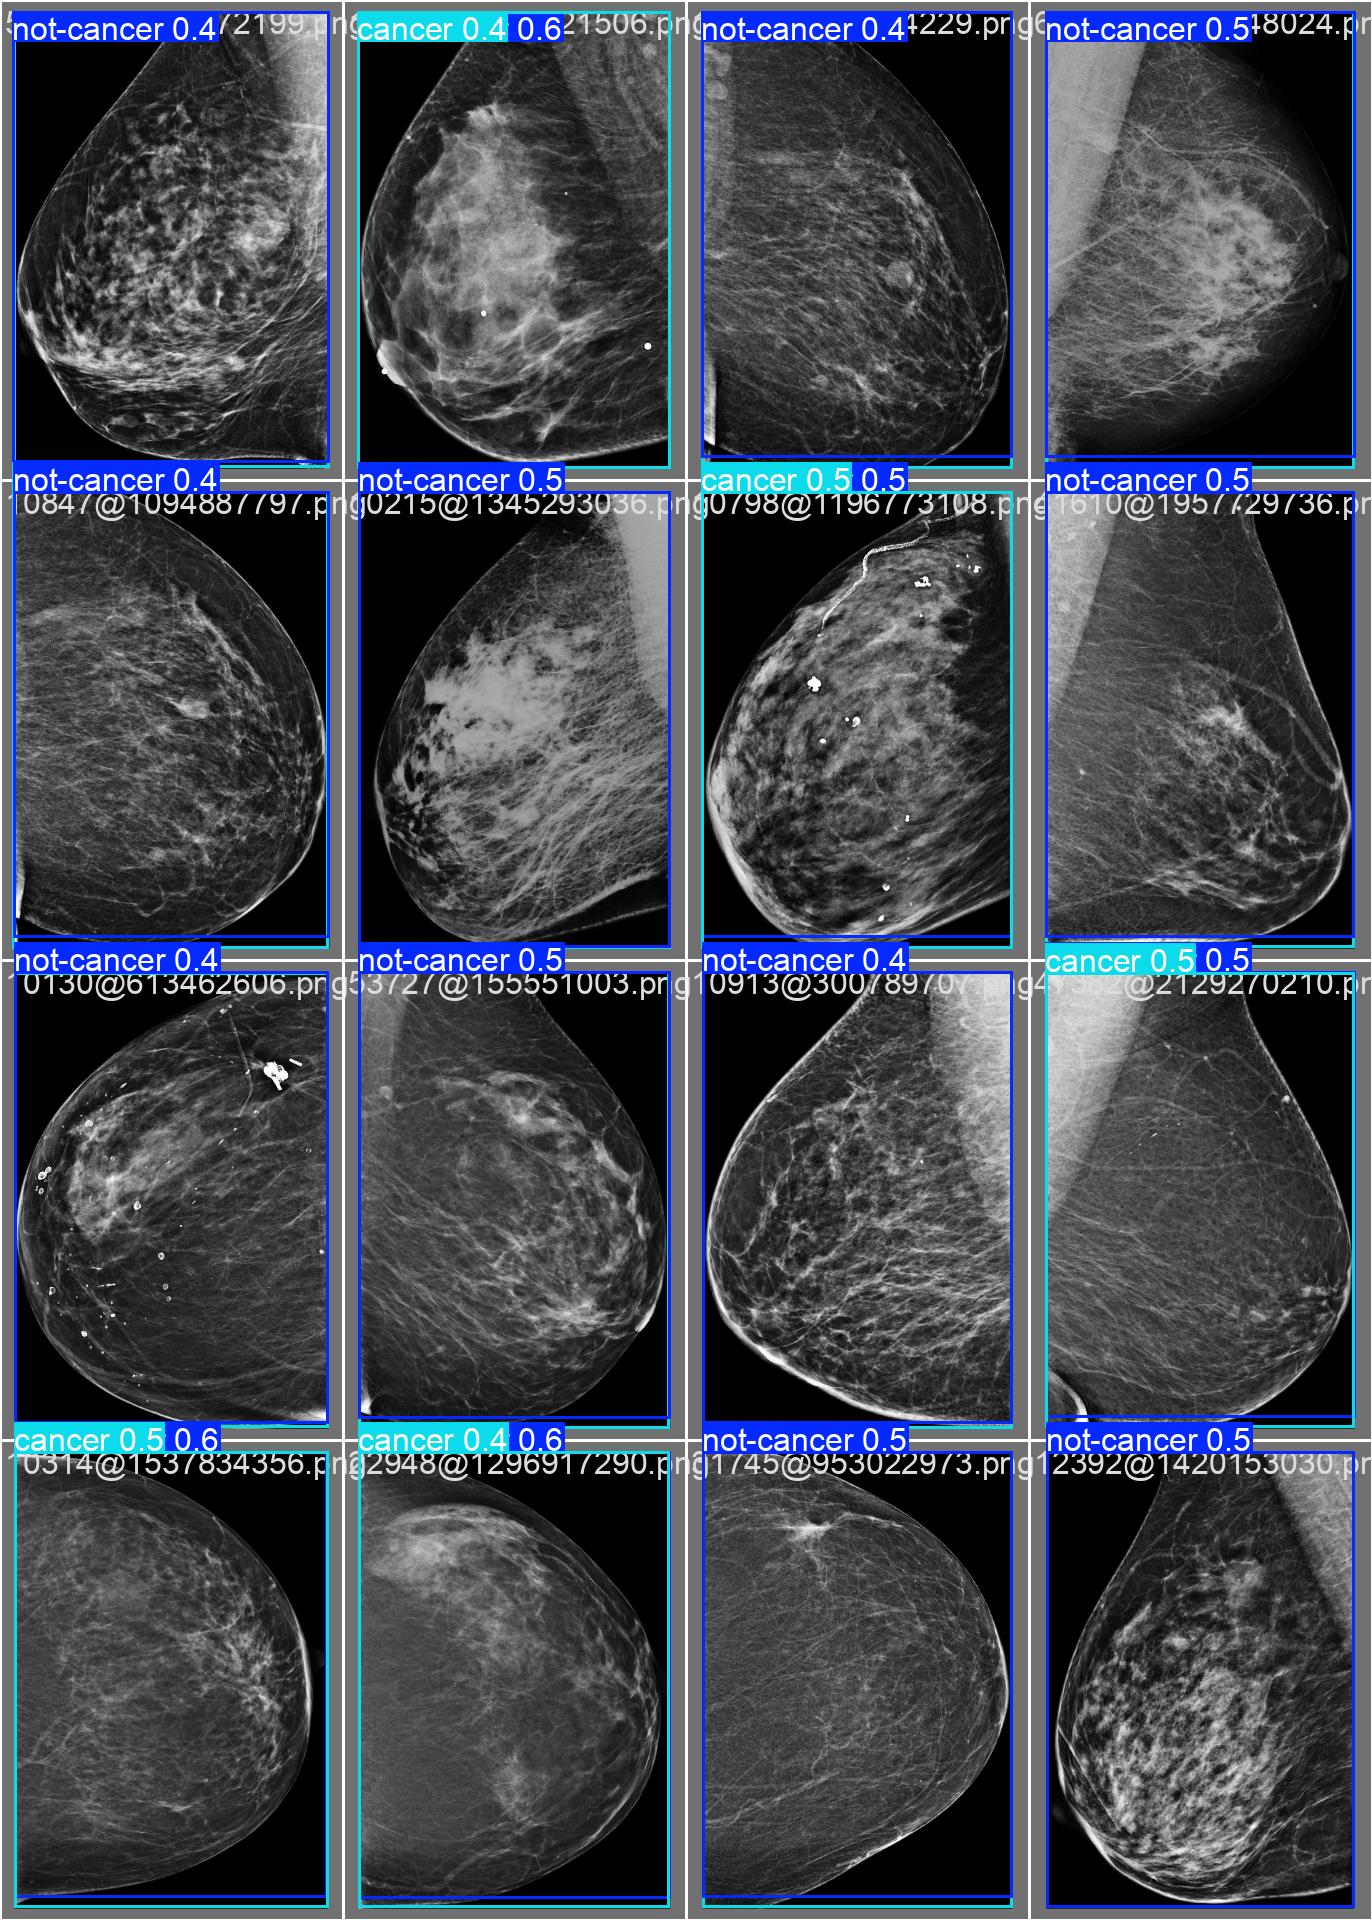 not-cancer 0.4 72199.png
cancer 0.4 0.6 21506.png
not-cancer 0.4 4229.png
not-cancer 0.5 48024.png
not-cancer 0.4
not-cancer 0.5
cancer 0.5 0.5
not-cancer 0.5
10847@1094887797.png
0215@1345293036.png
0798@1196773108.png
1610@1957729736.png
not-cancer 0.4
not-cancer 0.5
not-cancer 0.4
cancer 0.5 0.5
10130@613462606.png
53727@155551003.png
10913@300789707.png
2129270210.png
cancer 0.5 0.6
cancer 0.4 0.6
not-cancer 0.5
not-cancer 0.5
10314@1537834356.png
22948@1296917290.png
1745@953022973.png
12392@1420153030.png